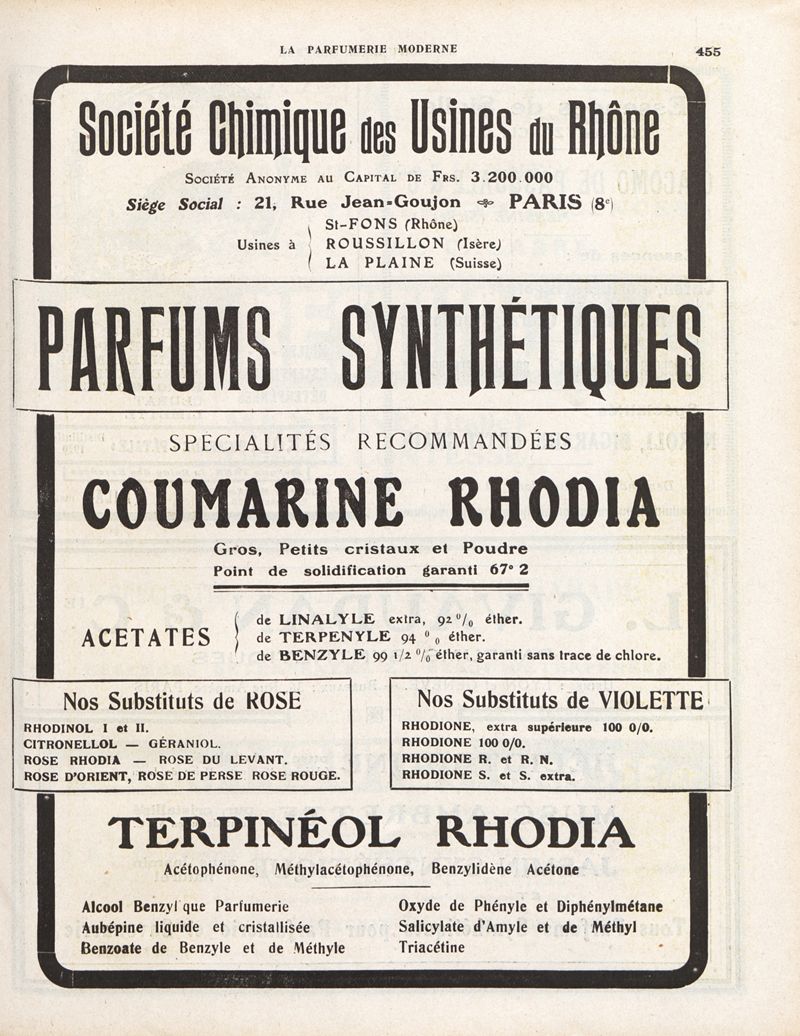 LA PARFUMERIE MODERNE
455
Société Chimique des Usines du Rhône
SOCIÉTÉ ANONYME AU CAPITAL DE FRS. 3.200.000
Siège Social : 21, Rue Jean-Goujon PARIS (8e)
St-FONS (Rhône)
Usines à ROUSSILLON (Isère)
LA PLAINE (Suisse)
PARFUMS SYNTHÉTIQUES
SPÉCIALITÉS RECOMMANDÉES
COUMARINE RHODIA
Gros, Petits cristaux et Poudre
Point de solidification garanti 67° 2
de LINALYLE extra, 92 % éther.
ACETATES de TERPENYLE 94 % éther.
de BENZYLE 99 1/2 % éther, garanti sans trace de chlore.
Nos Substituts de ROSE
RHODINOL I et II.
CITRONELLOL — GÉRANIOL.
ROSE RHODIA — ROSE DU LEVANT.
ROSE D'ORIENT, ROSE DE PERSE ROSE ROUGE.
Nos Substituts de VIOLETTE
RHODIONE, extra supérieure 100 0/0.
RHODIONE 100 0/0.
RHODIONE R. et R. N.
RHODIONE S. et S. extra.
TERPINÉOL RHODIA
Acétophénone, Méthylacétophénone, Benzylidène Acétone
Alcool Benzylique Parfumerie
Aubépine liquide et cristallisée
Benzoate de Benzyle et de Méthyle
Oxyde de Phényle et Diphénylmétane
Salicylate d'Amyle et de Méthyl
Triacétine